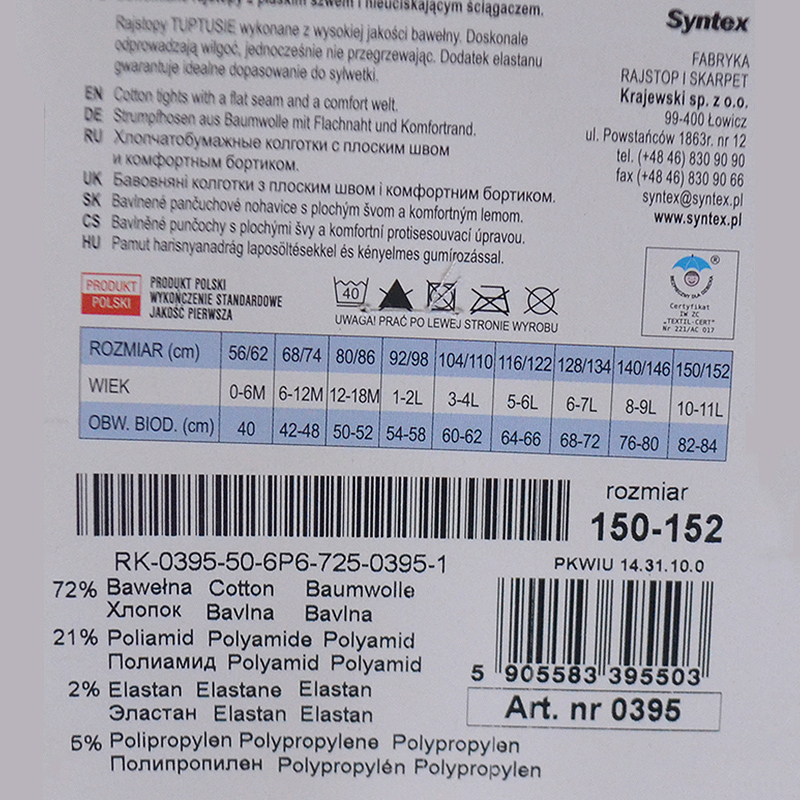 z płaskim szwem i nieuciskającym ściągaczem.
Rajstopy TUPTUSIE wykonane z wysokiej jakości bawełny. Doskonale
odprowadzają wilgoć, jednocześnie nie przegrzewając. Dodatek elastanu
gwarantuje idealne dopasowanie do sylwetki.
EN Cotton tights with a flat seam and a comfort welt.
DE Strumpfhosen aus Baumwolle mit Flachnaht und Komfortrand.
RU Хлопчатобумажные колготки с плоским швом
и комфортным бортиком.
UK Бавовняні колготки з плоским швом і комфортним бортиком.
SK Bavlnené pančuchové nohavice s plochým švom a komfortným lemom.
CS Bavlněné punčochy s plochými švy a komfortní protisesouvací úpravou.
HU Pamut harisnyanadrág laposöltésekkel és kényelmes gumírozással.
Syntex
FABRYKA
RAJSTOP I SKARPET
Krajewski sp. z o.o.
99-400 Łowicz
ul. Powstańców 1863r. nr 12
tel. (+48 46) 830 90 90
fax (+48 46) 830 90 66
syntex@syntex.pl
www.syntex.pl
PRODUKT
POLSKI
PRODUKT POLSKI
WYKOŃCZENIE STANDARDOWE
JAKOŚĆ PIERWSZA
40
UWAGA! PRAĆ PO LEWEJ STRONIE WYROBU
®
BEZPIECZNY DLA DZIECKA
Certyfikat
IW ZC
„TEXTIL-CERT”
Nr 221/AC 017
ROZMIAR (cm) 56/62 68/74 80/86 92/98 104/110 116/122 128/134 140/146 150/152
WIEK 0-6M 6-12M 12-18M 1-2L 3-4L 5-6L 6-7L 8-9L 10-11L
OBW. BIOD. (cm) 40 42-48 50-52 54-58 60-62 64-66 68-72 76-80 82-84
rozmiar
150-152
RK-0395-50-6P6-725-0395-1
PKWIU 14.31.10.0
72% Bawełna Cotton Baumwolle
Хлопок Bavlna Bavlna
21% Poliamid Polyamide Polyamid
Полиамид Polyamid Polyamid
2% Elastan Elastane Elastan
Эластан Elastan Elastan
5% Polipropylen Polypropylene Polypropylen
Полипропилен Polypropylén Polypropylen
5 905583 395503
Art. nr 0395